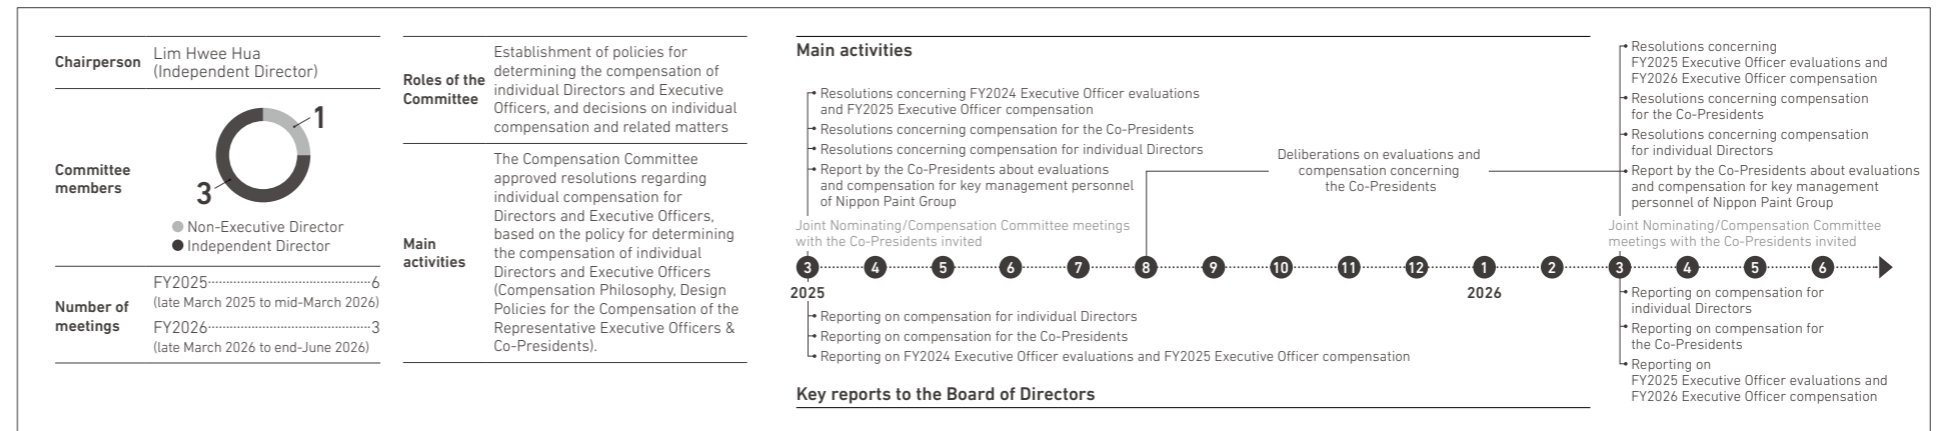 Chairperson
Lim Hwee Hua
(Independent Director)
Committee
members
1
3
Non-Executive Director
Independent Director
Number of
meetings
FY2025 6
(late March 2025 to mid-March 2026)
FY2026 3
(late March 2026 to end-June 2026)
Roles of the
Committee
Establishment of policies for
determining the compensation of
individual Directors and Executive
Officers, and decisions on individual
compensation and related matters
Main
activities
The Compensation Committee
approved resolutions regarding
individual compensation for
Directors and Executive Officers,
based on the policy for determining
the compensation of individual
Directors and Executive Officers
(Compensation Philosophy, Design
Policies for the Compensation of the
Representative Executive Officers &
Co-Presidents).
Main activities
Resolutions concerning FY2024 Executive Officer evaluations
and FY2025 Executive Officer compensation
Resolutions concerning compensation for the Co-Presidents
Resolutions concerning compensation for individual Directors
Report by the Co-Presidents about evaluations
and compensation for key management personnel
of Nippon Paint Group
Joint Nominating/Compensation Committee meetings
with the Co-Presidents invited
Deliberations on evaluations and
compensation concerning
the Co-Presidents
Resolutions concerning
FY2025 Executive Officer evaluations and
FY2026 Executive Officer compensation
Resolutions concerning compensation
for the Co-Presidents
Resolutions concerning compensation
for individual Directors
Report by the Co-Presidents about evaluations
and compensation for key management
personnel of Nippon Paint Group
Joint Nominating/Compensation Committee
meetings with the Co-Presidents invited
3 4 5 6 7 8 9 10 11 12 1 2 3 4 5 6
2025 2026
Reporting on compensation for individual Directors
Reporting on compensation for the Co-Presidents
Reporting on FY2024 Executive Officer evaluations and FY2025 Executive Officer compensation
Reporting on compensation for
individual Directors
Reporting on compensation for
the Co-Presidents
Reporting on
FY2025 Executive Officer evaluations and
FY2026 Executive Officer compensation
Key reports to the Board of Directors